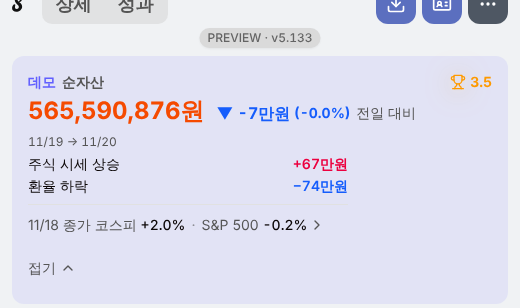 상세 성과
PREVIEW · v5.133
데모 순자산
3.5
565,590,876원 ▼ -7만원 (-0.0%) 전일 대비
11/19 → 11/20
주식 시세 상승 +67만원
환율 하락 −74만원
11/18 종가 코스피 +2.0% · S&P 500 -0.2% >
접기